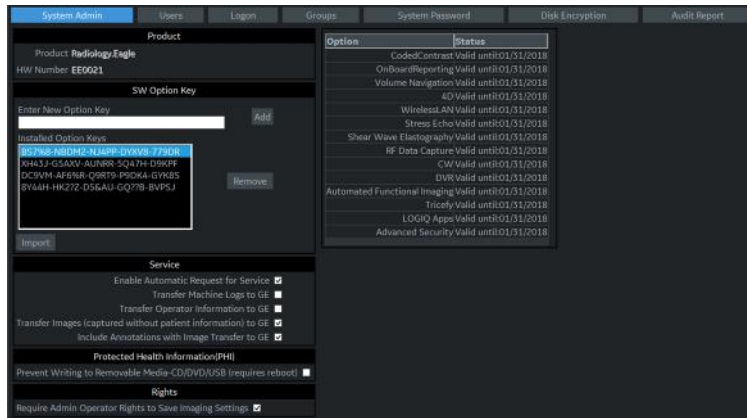 System Admin Users Logon Groups System Password Disk Encryption Audit Report
Product
Product Radiology.Eagle
HW Number EE0021
SW Option Key
Enter New Option Key
Add
Installed Option Keys
XH43J-G5AXV-AUNRR-5Q47H-D9KPF
DC9VM-AF6%R-Q9RT9-P9DK4-GYK8S
8Y44H-HK2?Z-D5&AU-GQ??B-BVPSJ
Remove
Import
Service
Enable Automatic Request for Service
Transfer Machine Logs to GE
Transfer Operator Information to GE
Transfer Images (captured without patient information) to GE
Include Annotations with Image Transfer to GE
Protected Health Information(PHI)
Prevent Writing to Removable Media-CD/DVD/USB (requires reboot)
Rights
Require Admin Operator Rights to Save Imaging Settings
Option Status
CodedContrast Valid until:01/31/2018
OnBoardReporting Valid until:01/31/2018
Volume Navigation Valid until:01/31/2018
4D Valid until:01/31/2018
WirelessLAN Valid until:01/31/2018
Stress Echo Valid until:01/31/2018
Shear Wave Elastography Valid until:01/31/2018
RF Data Capture Valid until:01/31/2018
CW Valid until:01/31/2018
DVR Valid until:01/31/2018
Automated Functional Imaging Valid until:01/31/2018
Tricefy Valid until:01/31/2018
LOGIQ Apps Valid until:01/31/2018
Advanced Security Valid until:01/31/2018